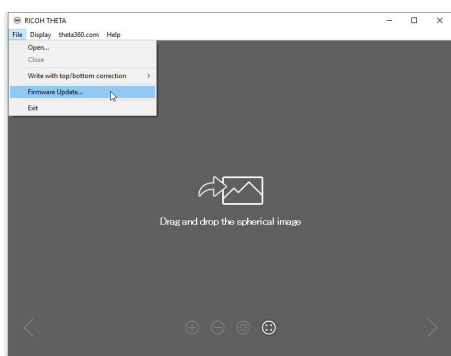 RICOH THETA
File Display theta360.com Help
Open...
Close
Write with top/bottom correction >
Firmware Update...
Exit
Drag and drop the spherical image